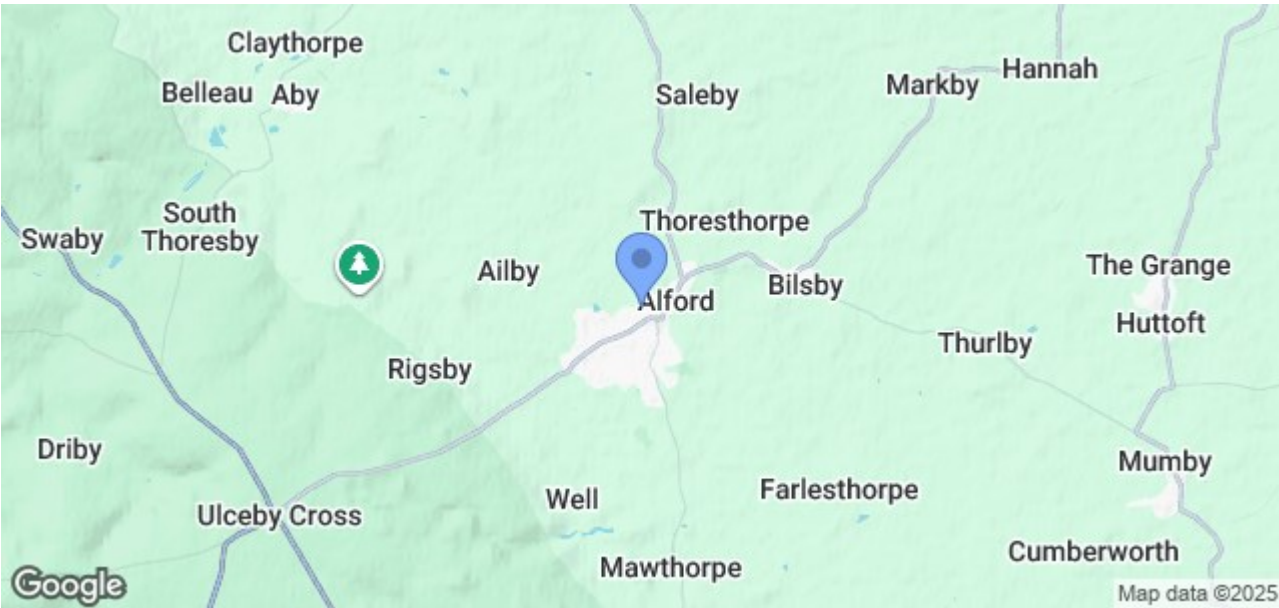 Claythorpe
Belleau
Aby
Saleby
Markby
Hannah
South
Thoresby
Swaby
Thoresthorpe
Ailby
Alford
Bilsby
The Grange
Huttoft
Thurlby
Rigsby
Driby
Mumby
Well
Farlesthorpe
Ulceby Cross
Cumberworth
Mawthorpe
Google
Map data ©2025